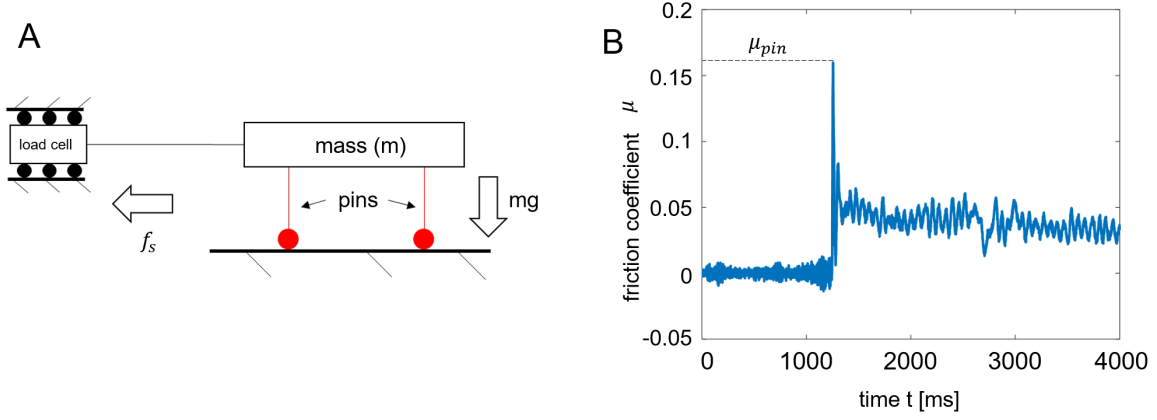 A
load cell
mass (m)
pins
mg
f_s
B
μ_pin
friction coefficient μ
0.2
0.15
0.1
0.05
0
-0.05
0
1000
2000
3000
4000
time t [ms]